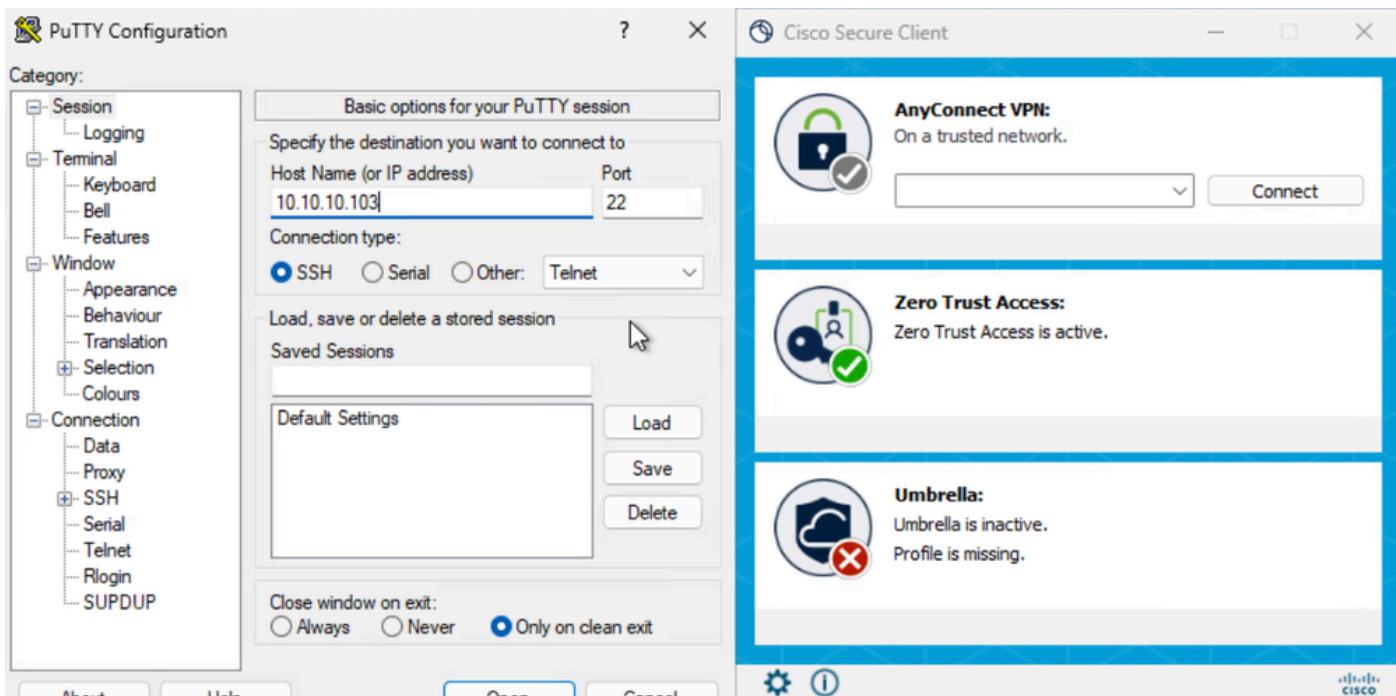 PuTTY Configuration
?
Category:
Session
Logging
Terminal
Keyboard
Bell
Features
Window
Appearance
Behaviour
Translation
Selection
Colours
Connection
Data
Proxy
SSH
Serial
Telnet
Rlogin
SUPDUP
Basic options for your PuTTY session
Specify the destination you want to connect to
Host Name (or IP address) Port
10.10.10.103 22
Connection type:
SSH Serial Other: Telnet
Load, save or delete a stored session
Saved Sessions
Default Settings
Load
Save
Delete
Close window on exit:
Always Never Only on clean exit
Cisco Secure Client
AnyConnect VPN:
On a trusted network.
Connect
Zero Trust Access:
Zero Trust Access is active.
Umbrella:
Umbrella is inactive.
Profile is missing.
cisco